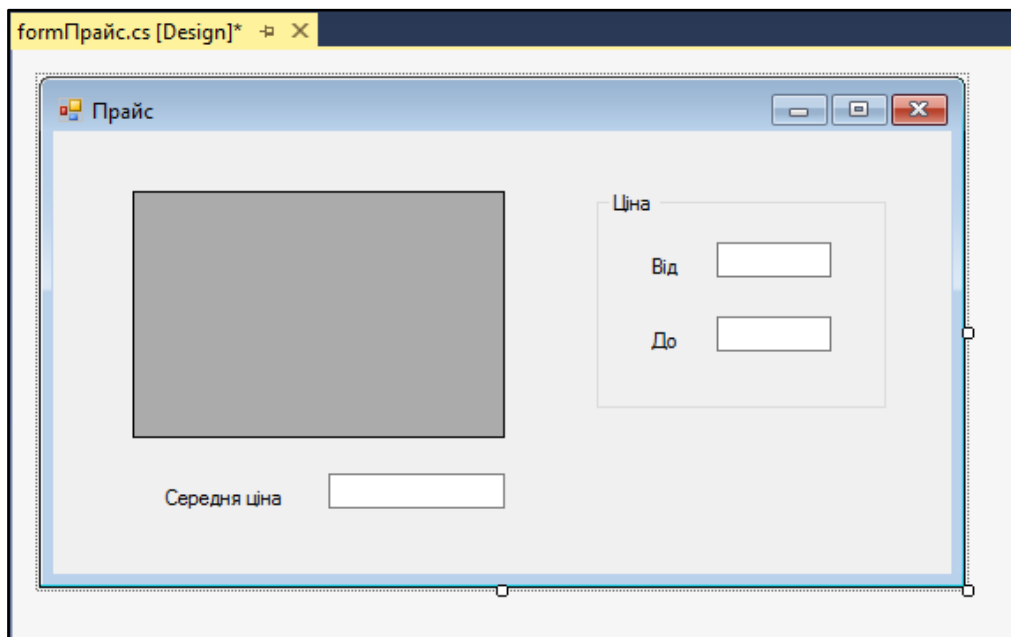 formПрайс.cs [Design]*
Прайс
Ціна
Від
До
Середня ціна